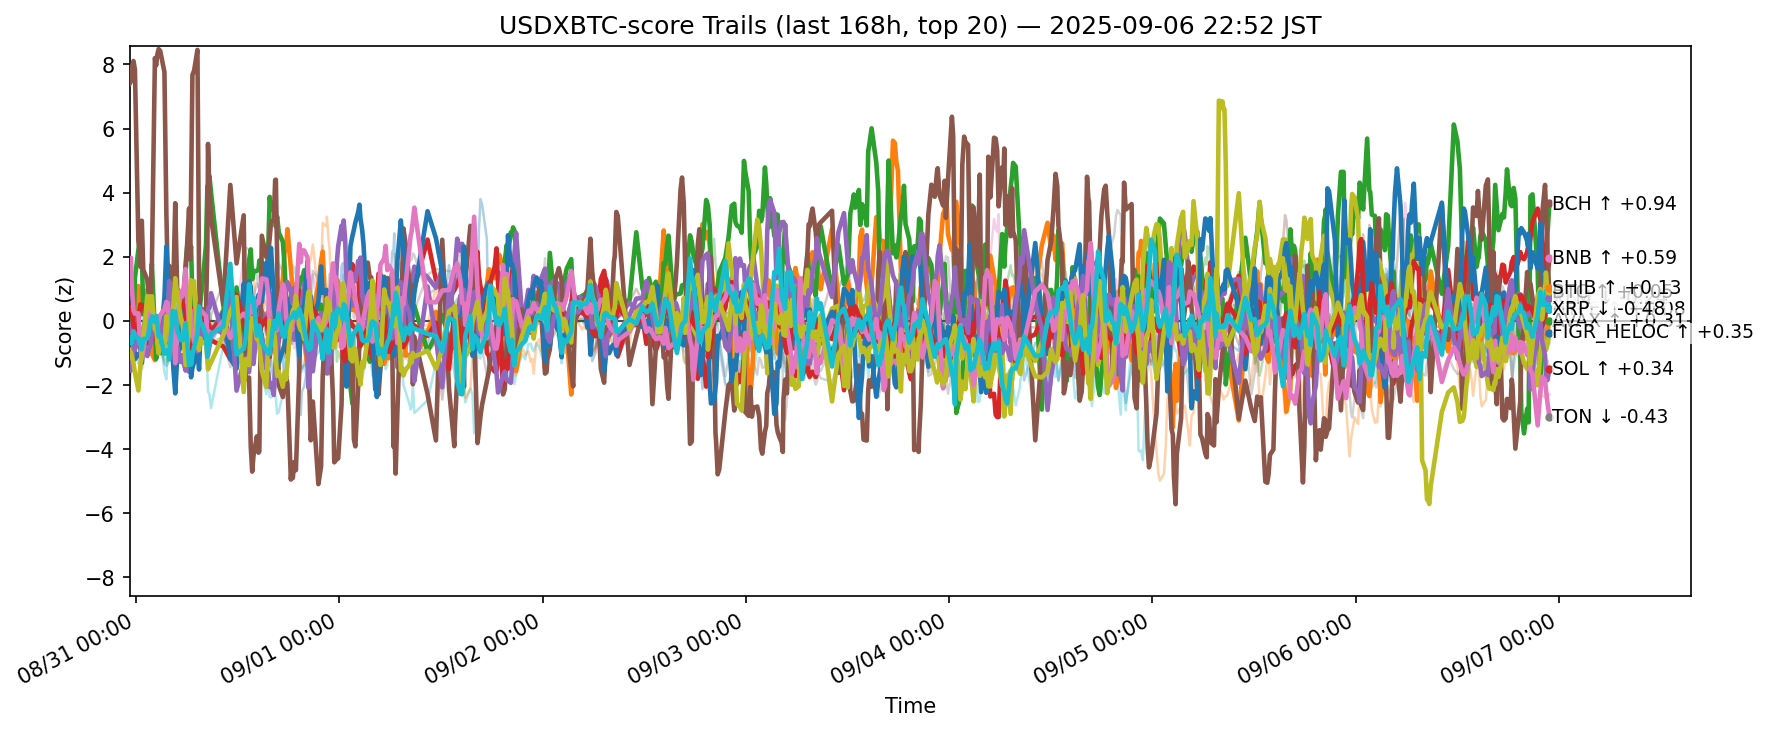 USDXBTC-score Trails (last 168h, top 20) — 2025-09-06 22:52 JST
Score (z)
8
6
4
2
0
−2
−4
−6
−8
BCH ↑ +0.94
BNB ↑ +0.59
SHIB ↑ +0.13
XRP ↓ -0.48
FIGR_HELOC ↑ +0.35
SOL ↑ +0.34
TON ↓ -0.43
08/31 00:00
09/01 00:00
09/02 00:00
09/03 00:00
09/04 00:00
09/05 00:00
09/06 00:00
09/07 00:00
Time